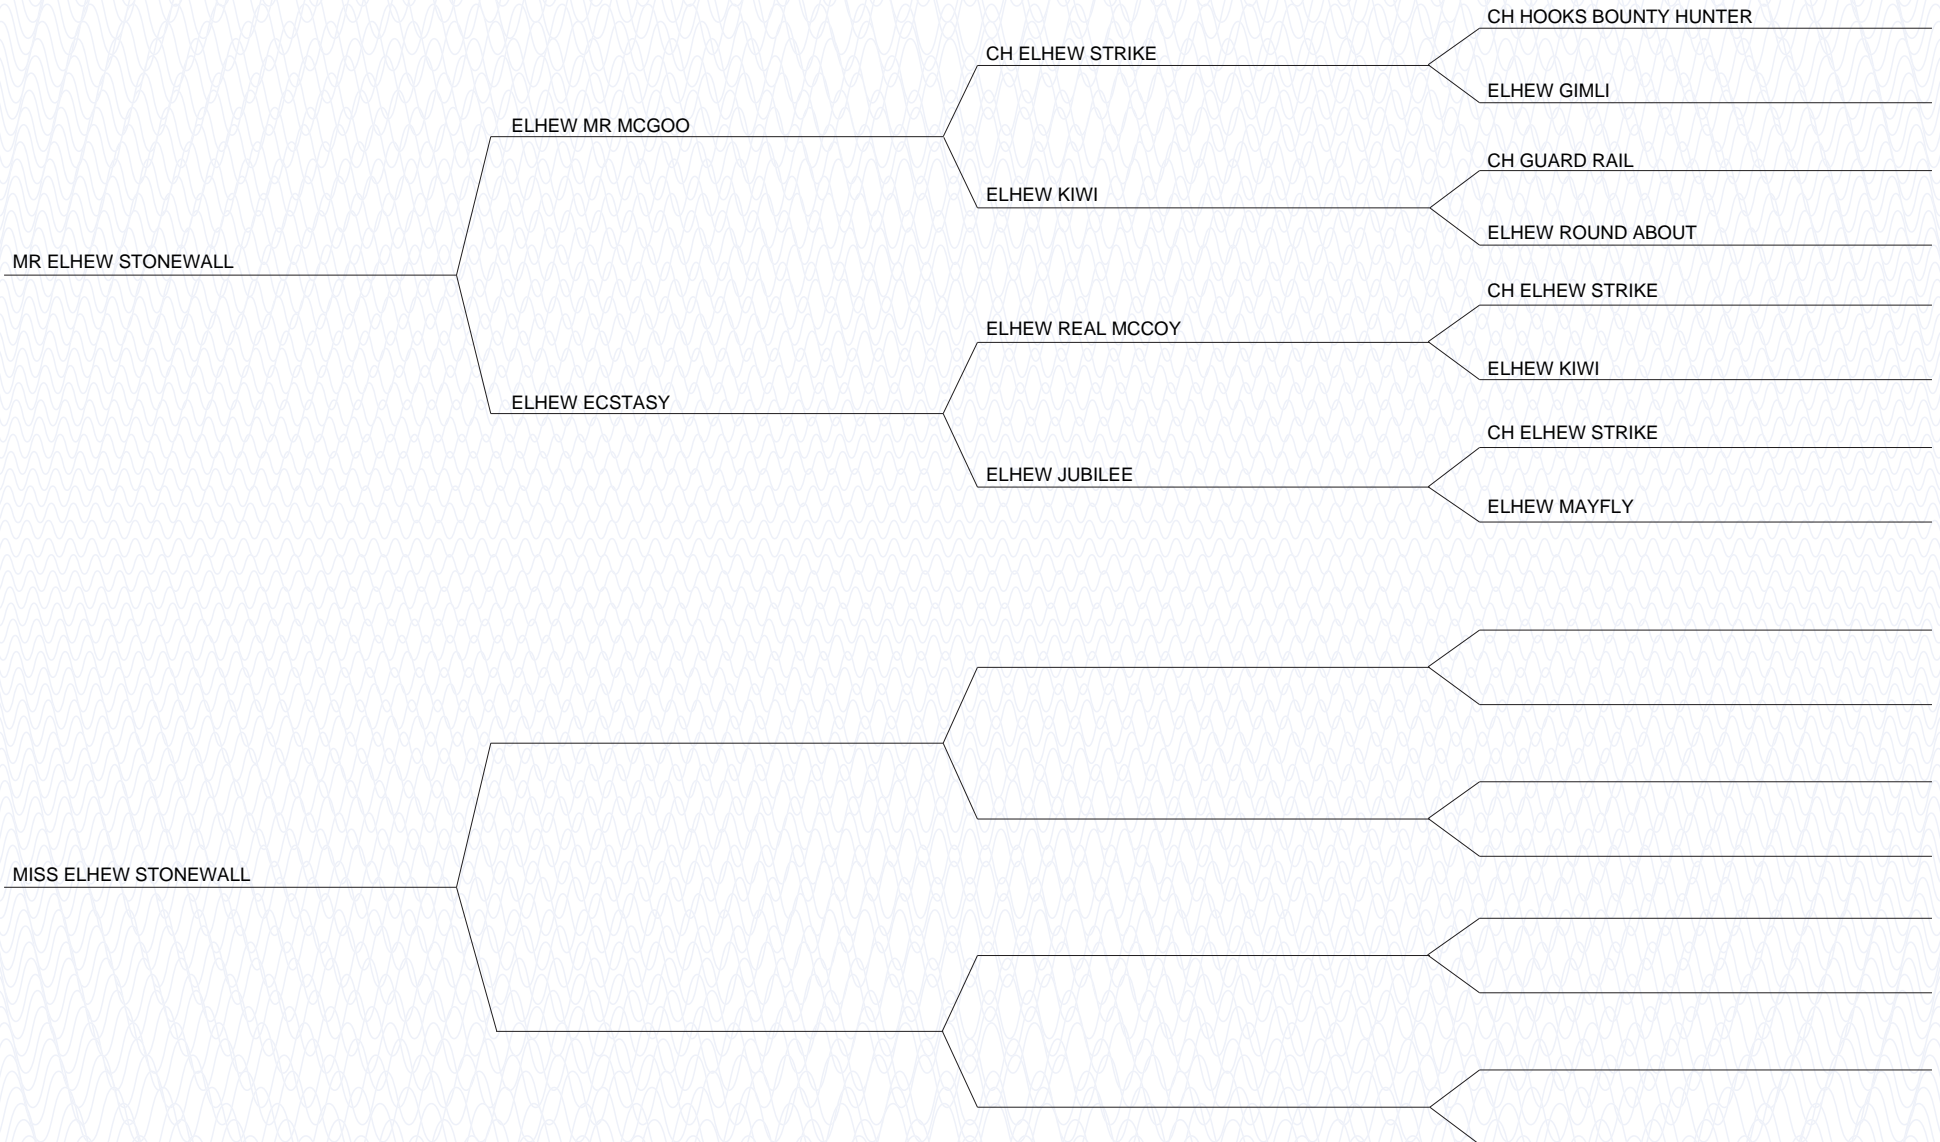 CH HOOKS BOUNTY HUNTER
CH ELHEW STRIKE
ELHEW GIMLI
ELHEW MR MCGOO
CH GUARD RAIL
ELHEW KIWI
ELHEW ROUND ABOUT
MR ELHEW STONEWALL
CH ELHEW STRIKE
ELHEW REAL MCCOY
ELHEW KIWI
ELHEW ECSTASY
CH ELHEW STRIKE
ELHEW JUBILEE
ELHEW MAYFLY
MISS ELHEW STONEWALL